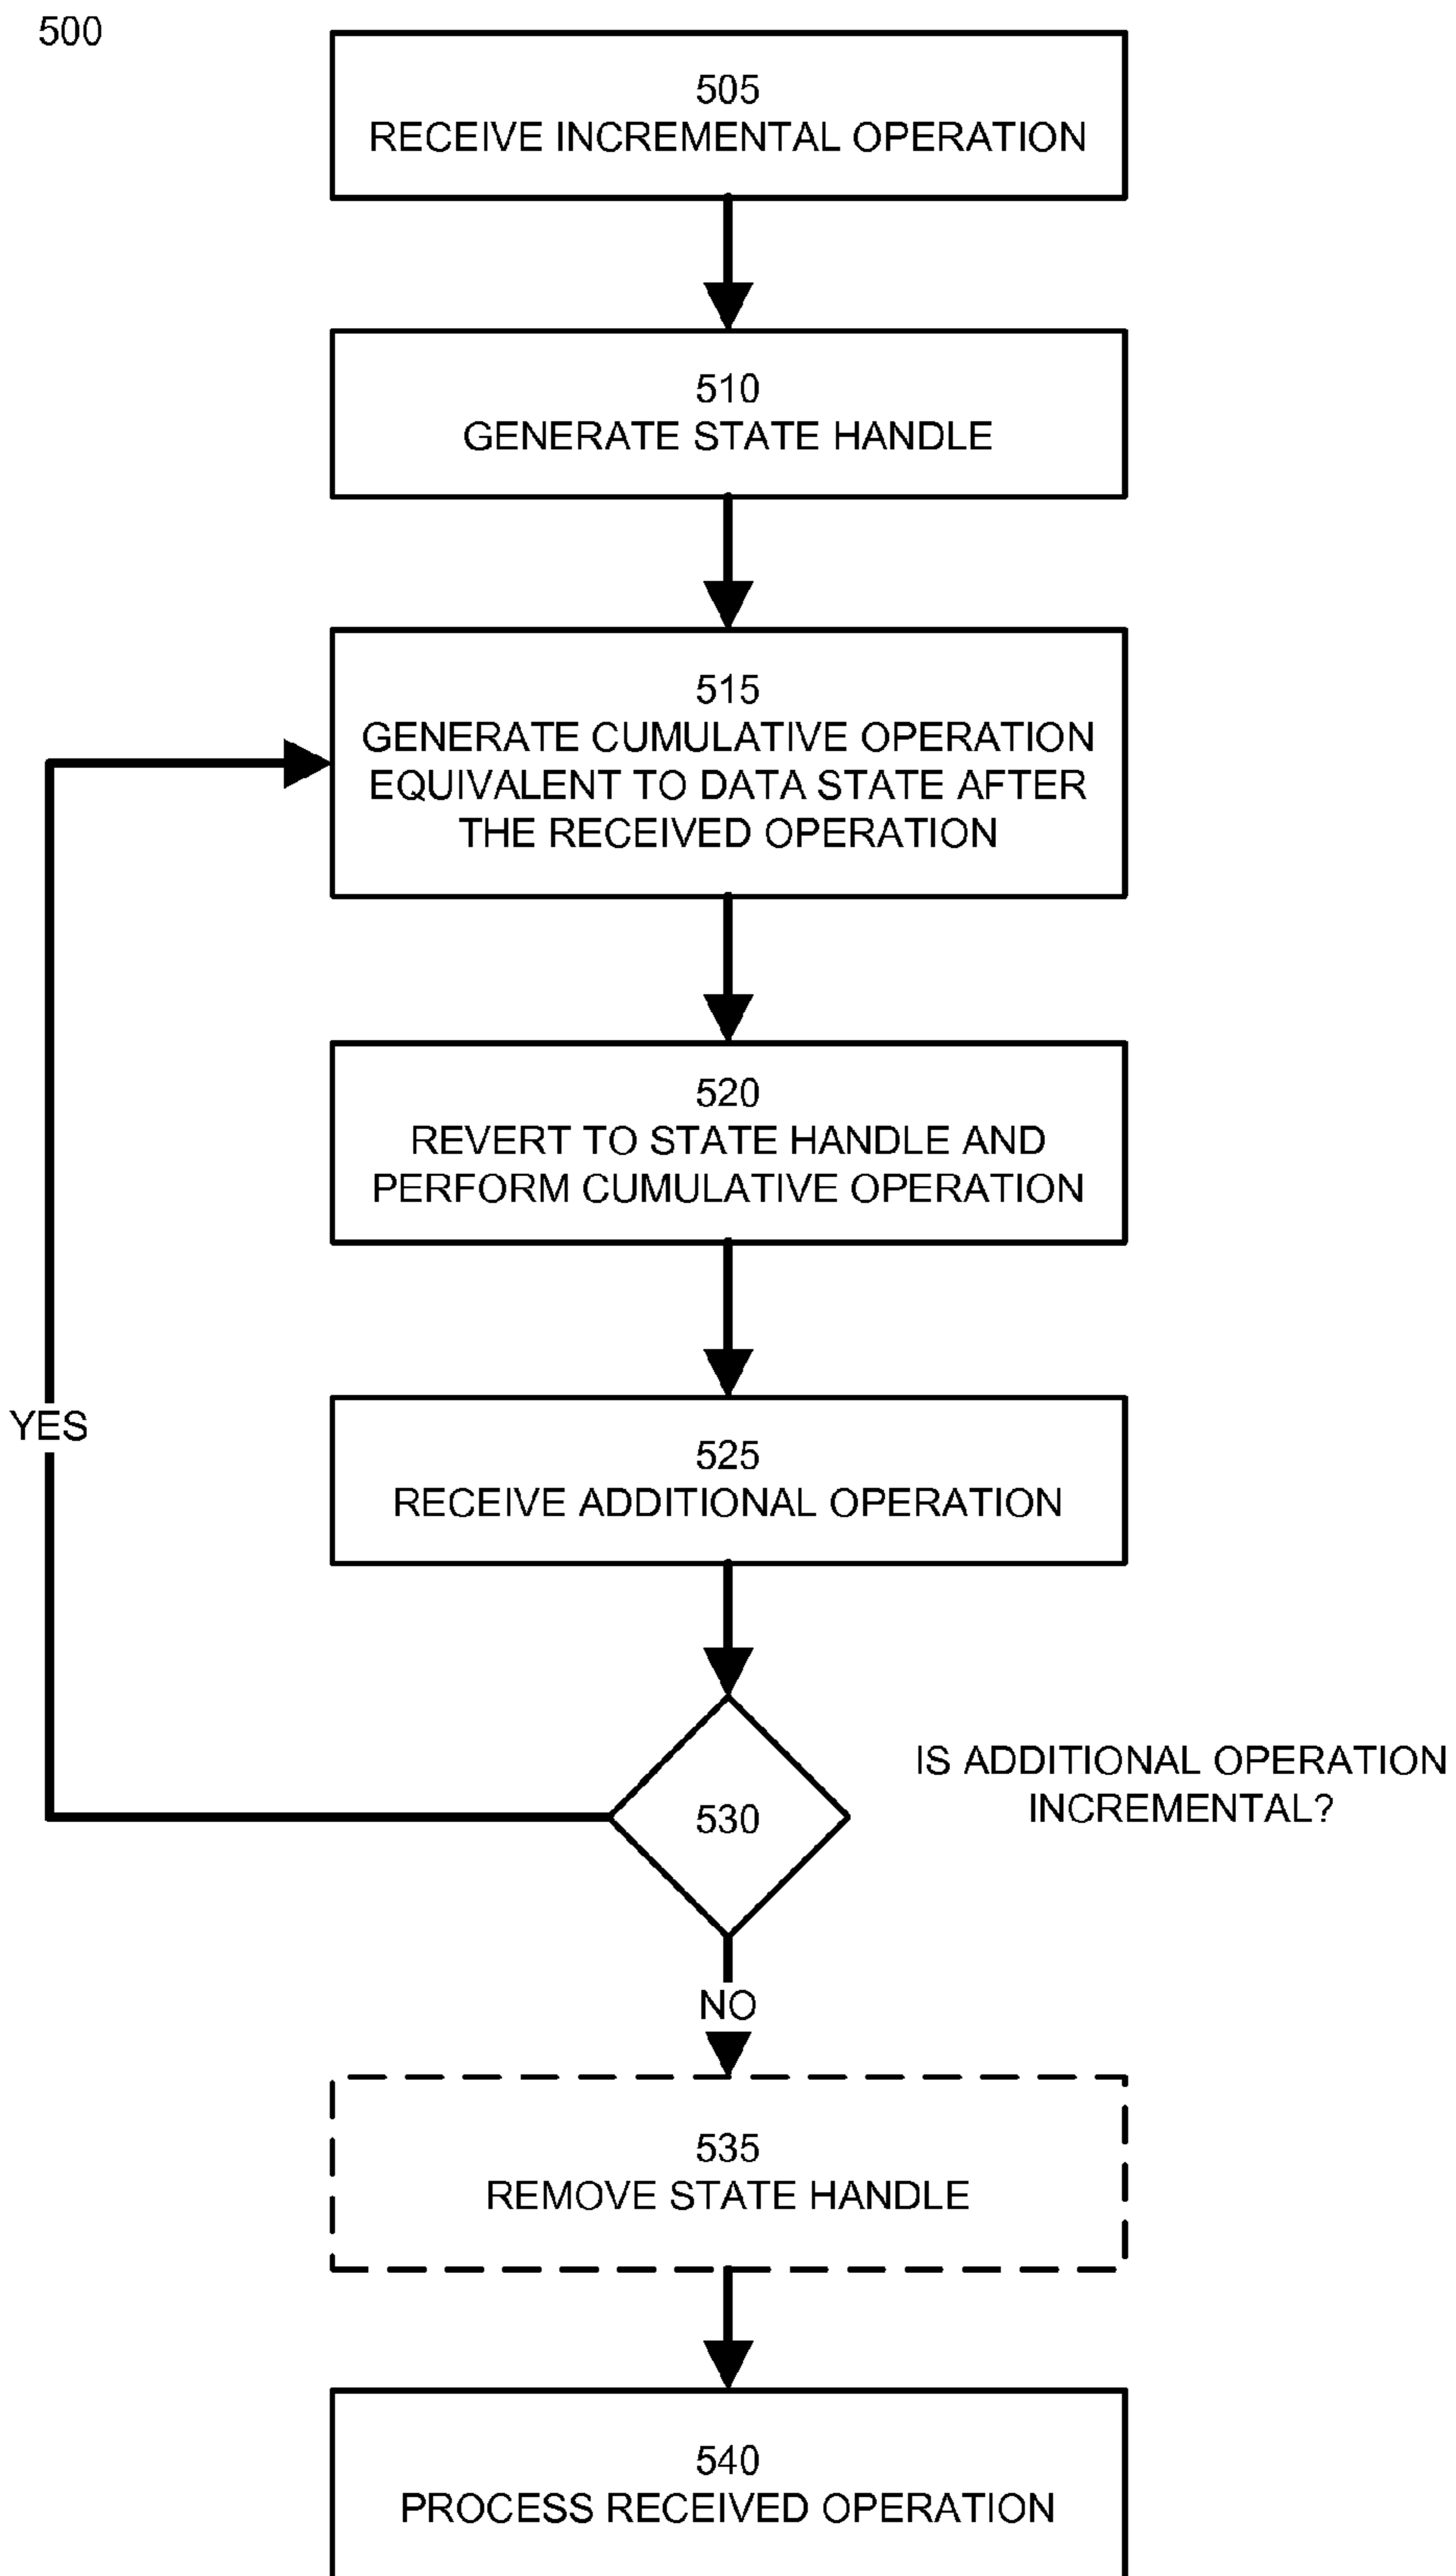 500
505
RECEIVE INCREMENTAL OPERATION
510
GENERATE STATE HANDLE
515
GENERATE CUMULATIVE OPERATION
EQUIVALENT TO DATA STATE AFTER
THE RECEIVED OPERATION
520
REVERT TO STATE HANDLE AND
PERFORM CUMULATIVE OPERATION
YES
525
RECEIVE ADDITIONAL OPERATION
530
IS ADDITIONAL OPERATION
INCREMENTAL?
NO
535
REMOVE STATE HANDLE
540
PROCESS RECEIVED OPERATION